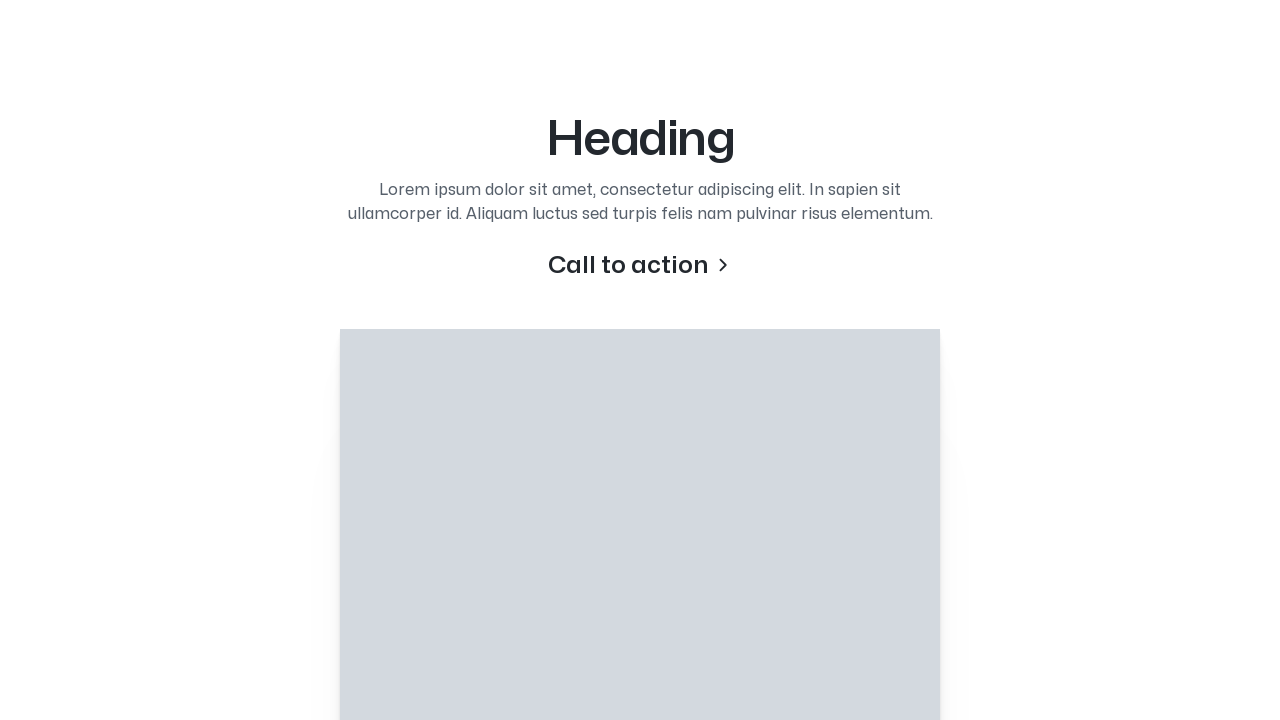 Heading
Lorem ipsum dolor sit amet, consectetur adipiscing elit. In sapien sit
ullamcorper id. Aliquam luctus sed turpis felis nam pulvinar risus elementum.
Call to action